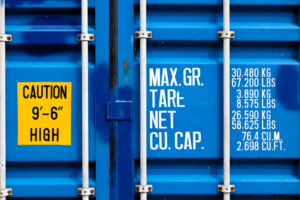 CAUTION
9'-6"
HIGH
MAX.GR. 30.480 KG
67.200 LBS
TARE 3.890 KG
8.575 LBS
NET 26.590 KG
58.625 LBS
CU.CAP. 76.4 CU.M.
2.698 CU.FT.